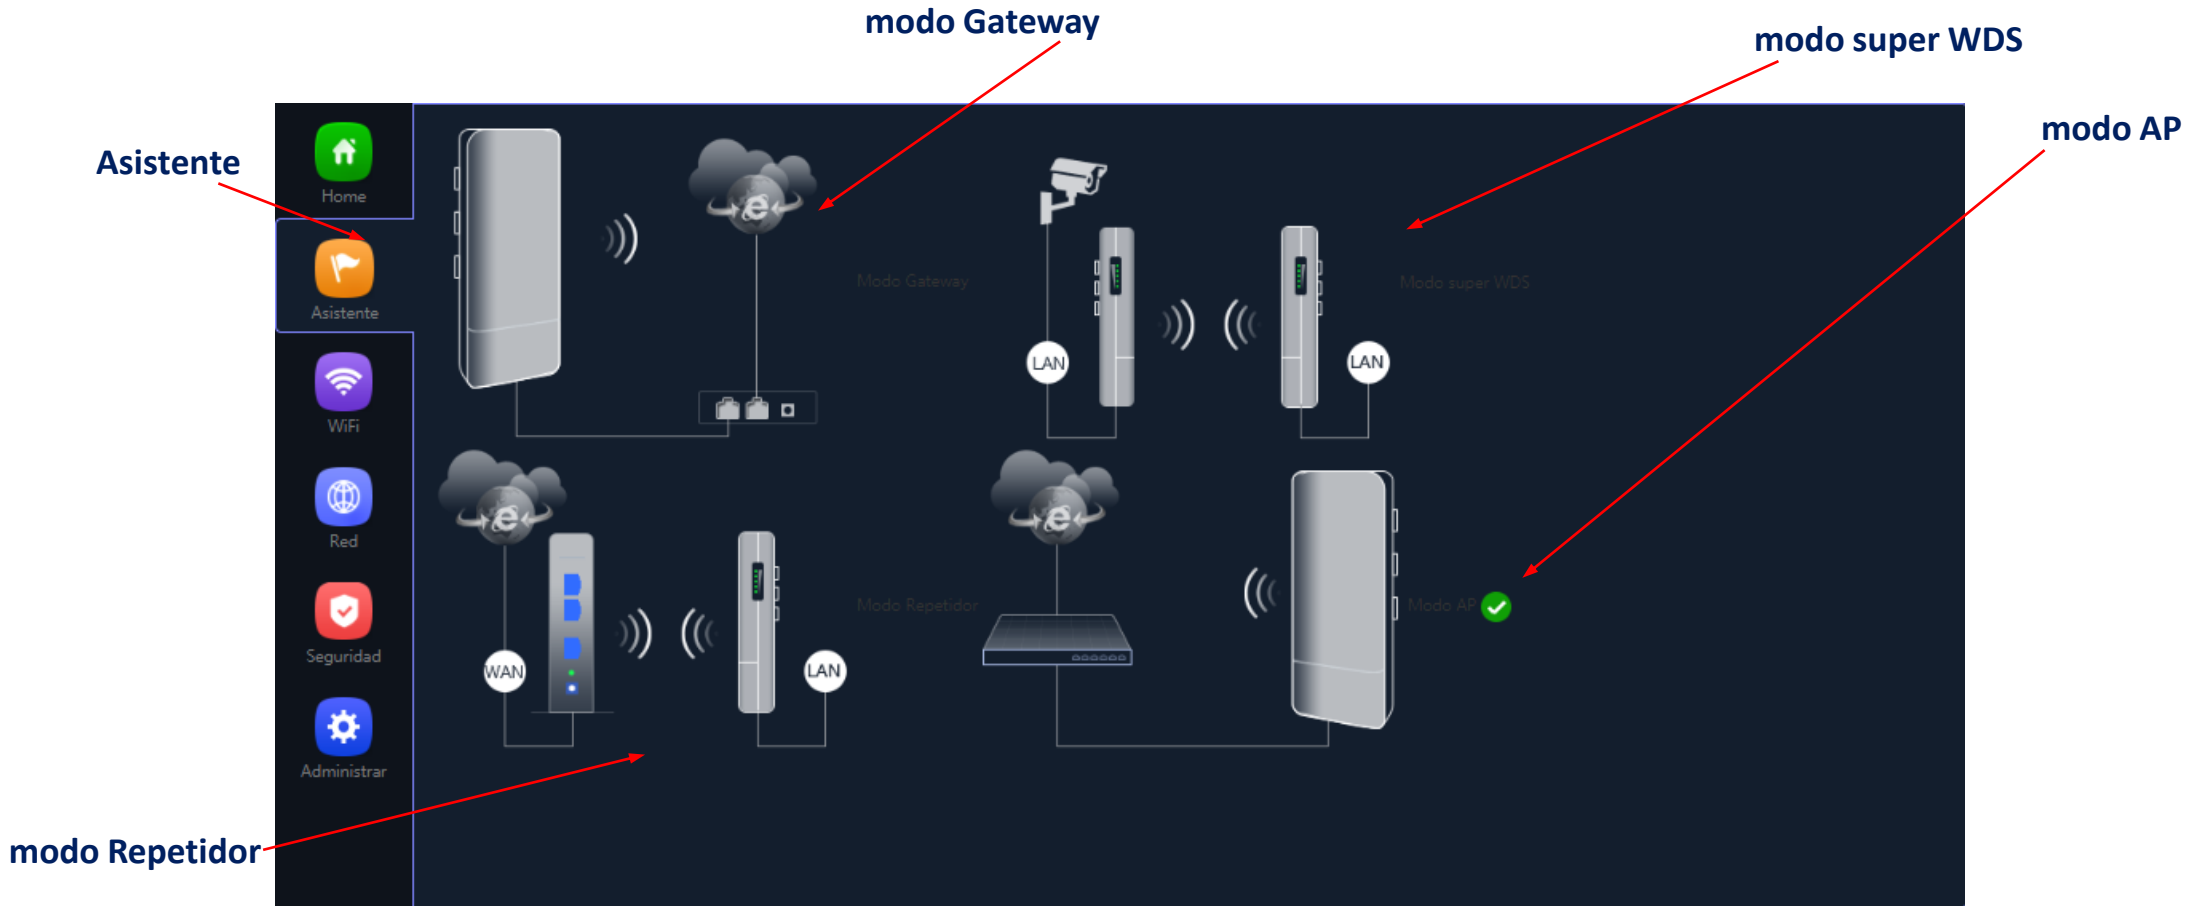 modo Gateway
modo super WDS
modo AP
Asistente
Home
Asistente
WiFi
Red
Seguridad
Administrar
Modo Gateway
LAN
LAN
Modo super WDS
WAN
LAN
Modo Repetidor
Modo AP
modo Repetidor